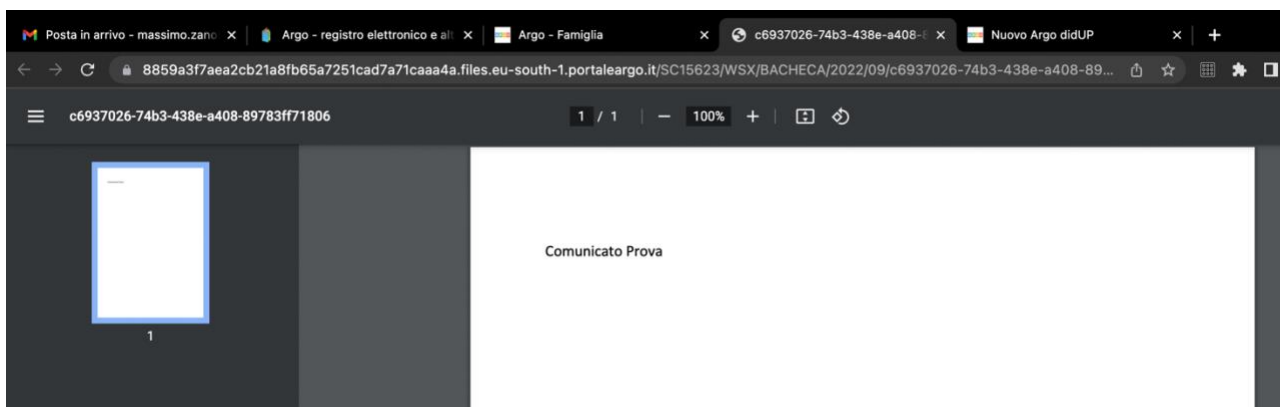 Posta in arrivo - massimo.zano
Argo - registro elettronico e alt
Argo - Famiglia
c6937026-74b3-438e-a408-8
Nuovo Argo didUP
8859a3f7aea2cb21a8fb65a7251cad7a71caaa4a.files.eu-south-1.portaleargo.it/SC15623/WSX/BACHECA/2022/09/c6937026-74b3-438e-a408-89...
c6937026-74b3-438e-a408-89783ff71806
1 / 1
100%
Comunicato Prova
1